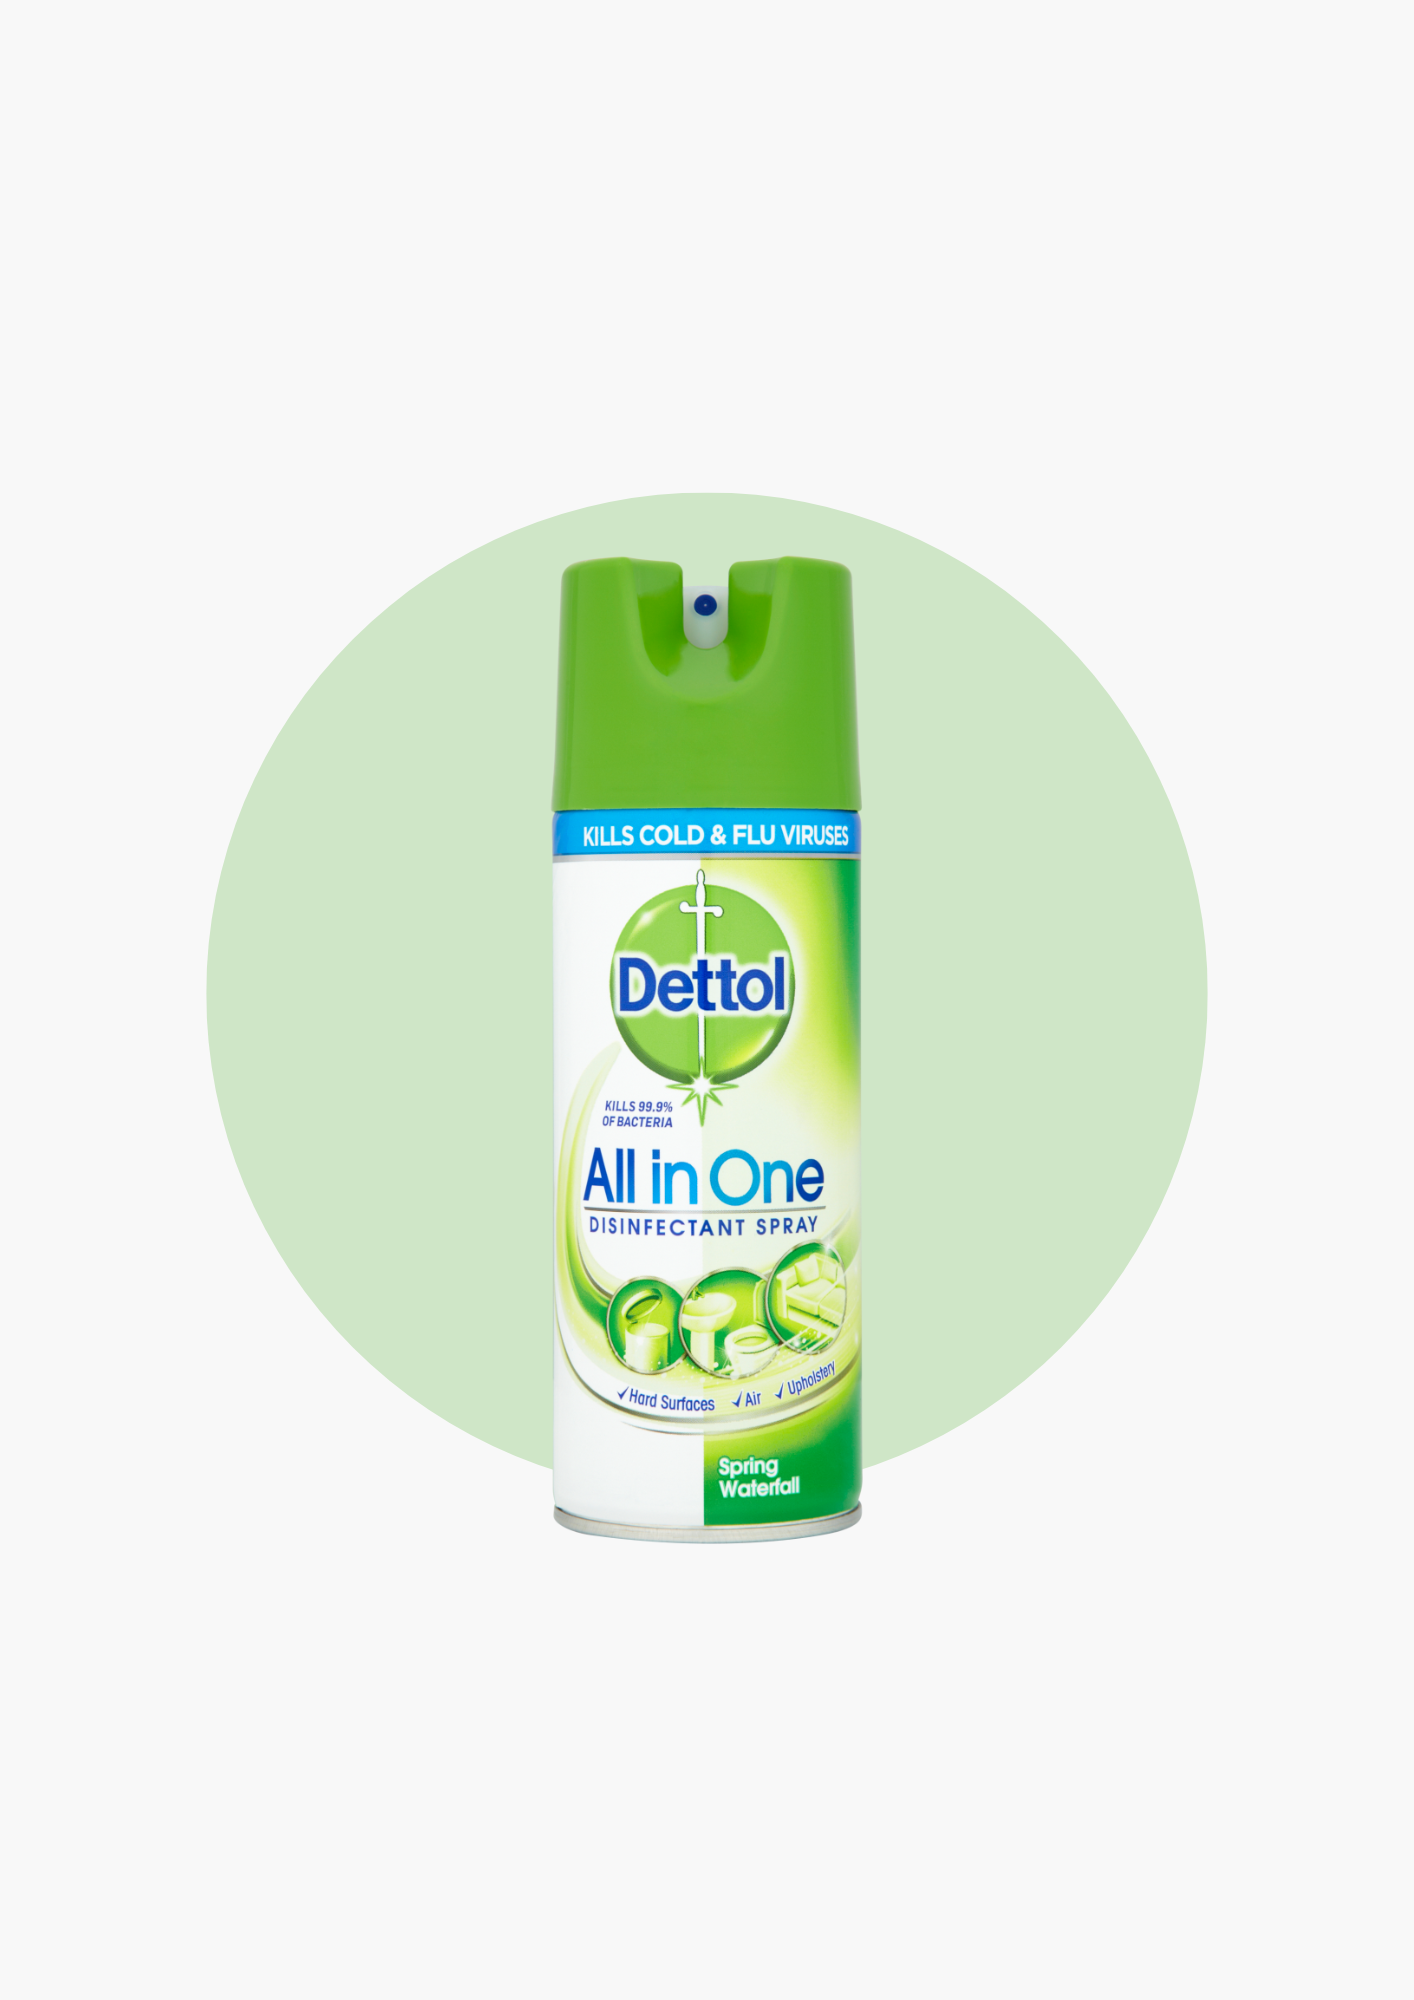 KILLS COLD & FLU VIRUSES
Dettol
KILLS 99.9%
OF BACTERIA
All in One
DISINFECTANT SPRAY
✓Hard Surfaces ✓Air ✓Upholstery
Spring
Waterfall